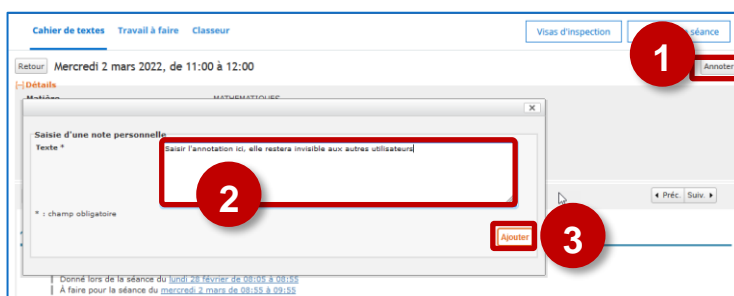 Cahier de textes Travail à faire Classeur Visas d'inspection séance
1
Retour Mercredi 2 mars 2022, de 11:00 à 12:00 Annoter
[-] Détails
Matière MATHEMATIQUES
x
Saisie d'une note personnelle
Texte * Saisir l'annotation ici, elle restera invisible aux autres utilisateurs
2
Préc. Suiv.
* : champ obligatoire
Ajouter 3
Donné lors de la séance du lundi 28 février de 08:05 à 08:55
À faire pour la séance du mercredi 2 mars de 08:55 à 09:55